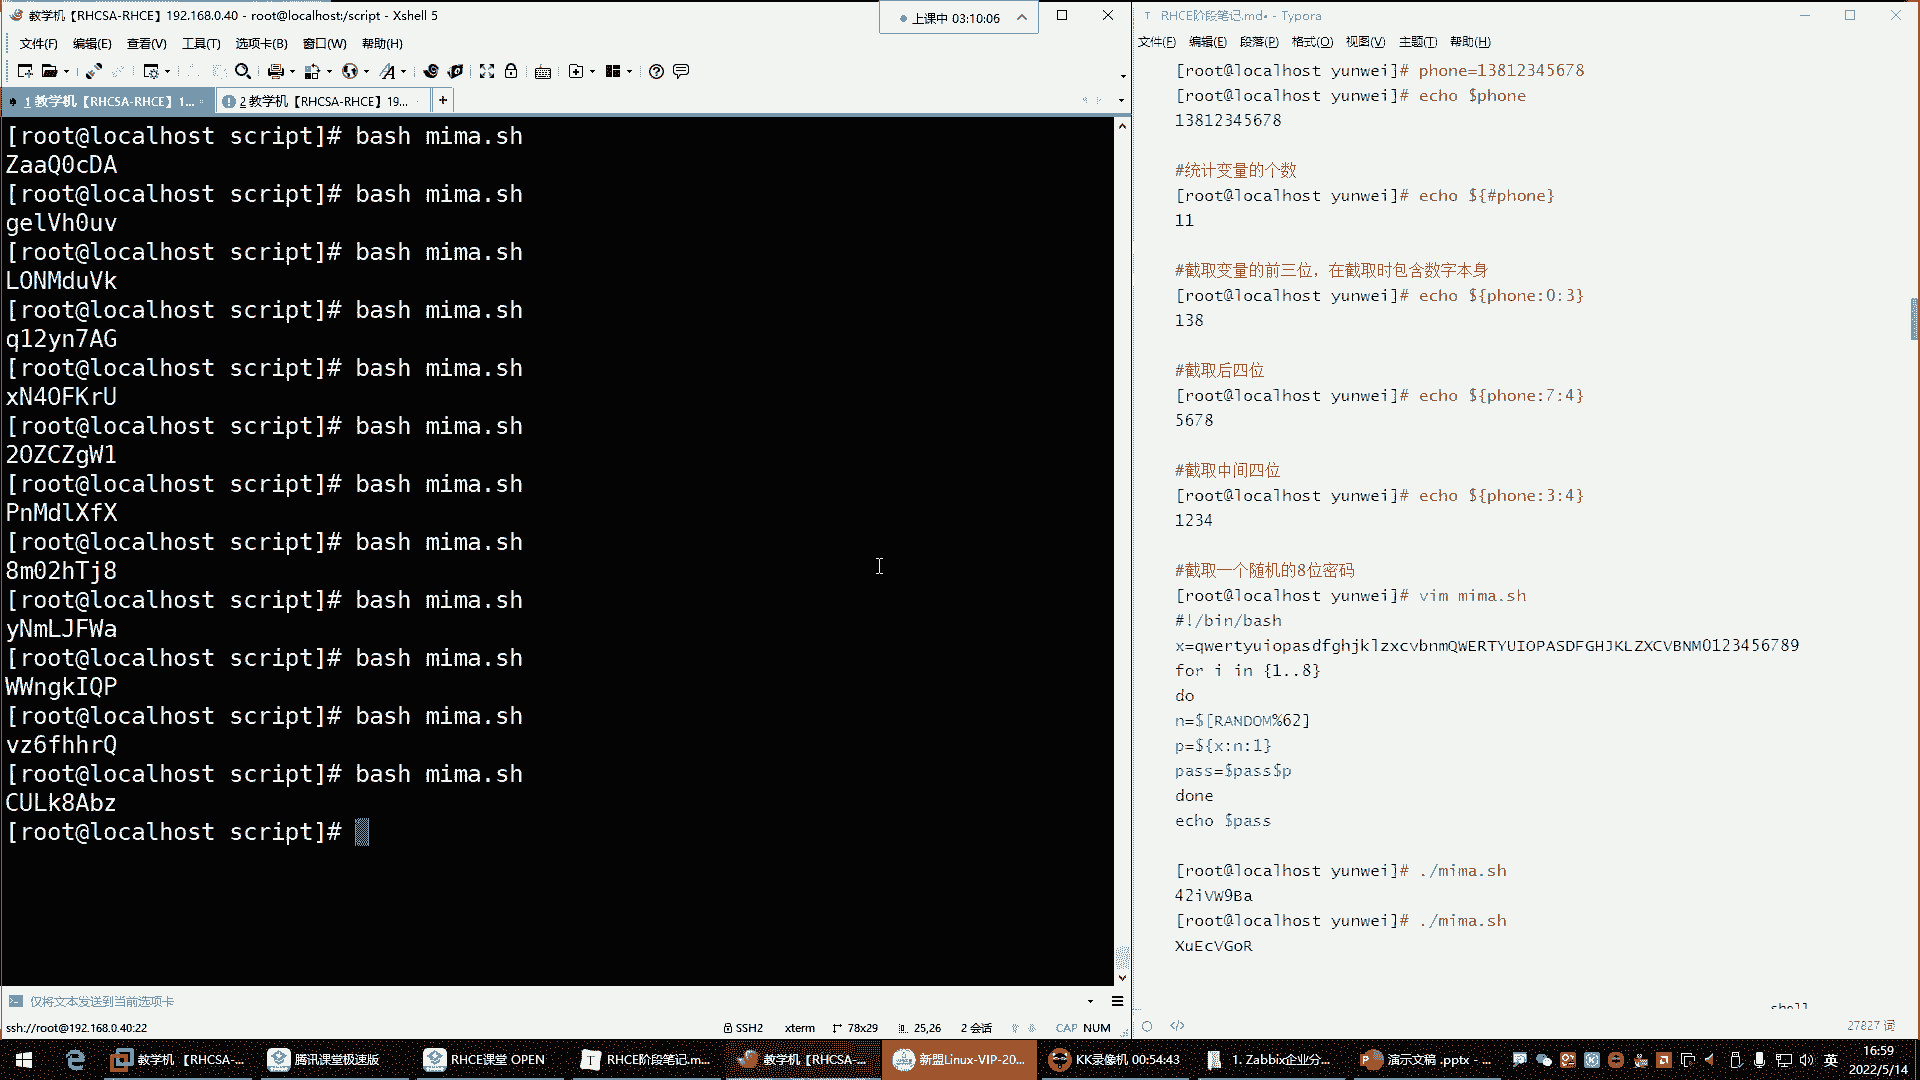 教学机【RHCSA-RHCE】192.168.0.40 - root@localhost:/script - Xshell 5
上课中 03:10:06
文件(F) 编辑(E) 查看(V) 工具(T) 选项卡(B) 窗口(W) 帮助(H)
1 教学机【RHCSA-RHCE】1...
2 教学机【RHCSA-RHCE】19...
[root@localhost script]# bash mima.sh
ZaaQ0cDA
[root@localhost script]# bash mima.sh
gelVh0uv
[root@localhost script]# bash mima.sh
LONMduVk
[root@localhost script]# bash mima.sh
q12yn7AG
[root@localhost script]# bash mima.sh
xN4OFKrU
[root@localhost script]# bash mima.sh
2OZCZgW1
[root@localhost script]# bash mima.sh
PnMdlXfX
[root@localhost script]# bash mima.sh
8m02hTj8
[root@localhost script]# bash mima.sh
yNmLJFWa
[root@localhost script]# bash mima.sh
WWngkIQP
[root@localhost script]# bash mima.sh
vz6fhhrQ
[root@localhost script]# bash mima.sh
CULk8Abz
[root@localhost script]#
仅将文本发送到当前选项卡
ssh://root@192.168.0.40:22
SSH2 xterm 78x29 25,26 2 会话 CAP NUM
RHCE阶段笔记.md• - Typora
文件(F) 编辑(E) 段落(P) 格式(O) 视图(V) 主题(T) 帮助(H)
[root@localhost yunwei]# phone=13812345678
[root@localhost yunwei]# echo $phone
13812345678
#统计变量的个数
[root@localhost yunwei]# echo ${#phone}
11
#截取变量的前三位，在截取时包含数字本身
[root@localhost yunwei]# echo ${phone:0:3}
138
#截取后四位
[root@localhost yunwei]# echo ${phone:7:4}
5678
#截取中间四位
[root@localhost yunwei]# echo ${phone:3:4}
1234
#截取一个随机的8位密码
[root@localhost yunwei]# vim mima.sh
#!/bin/bash
x=qwertyuiopasdfghjklzxcvbnmQWERTYUIOPASDFGHJKLZXCVBNM0123456789
for i in {1..8}
do
n=$[RANDOM%62]
p=${x:n:1}
pass=$pass$p
done
echo $pass
[root@localhost yunwei]# ./mima.sh
42iVW9Ba
[root@localhost yunwei]# ./mima.sh
XuEcVGoR
shell
27827 词
教学机 【RHCSA-...
腾讯课堂极速版
RHCE课堂 OPEN
RHCE阶段笔记.m...
教学机【RHCSA-...
新盟Linux-VIP-20...
KK录像机 00:54:43
1. Zabbix企业分...
演示文稿 .pptx - ...
英
16:59
2022/5/14